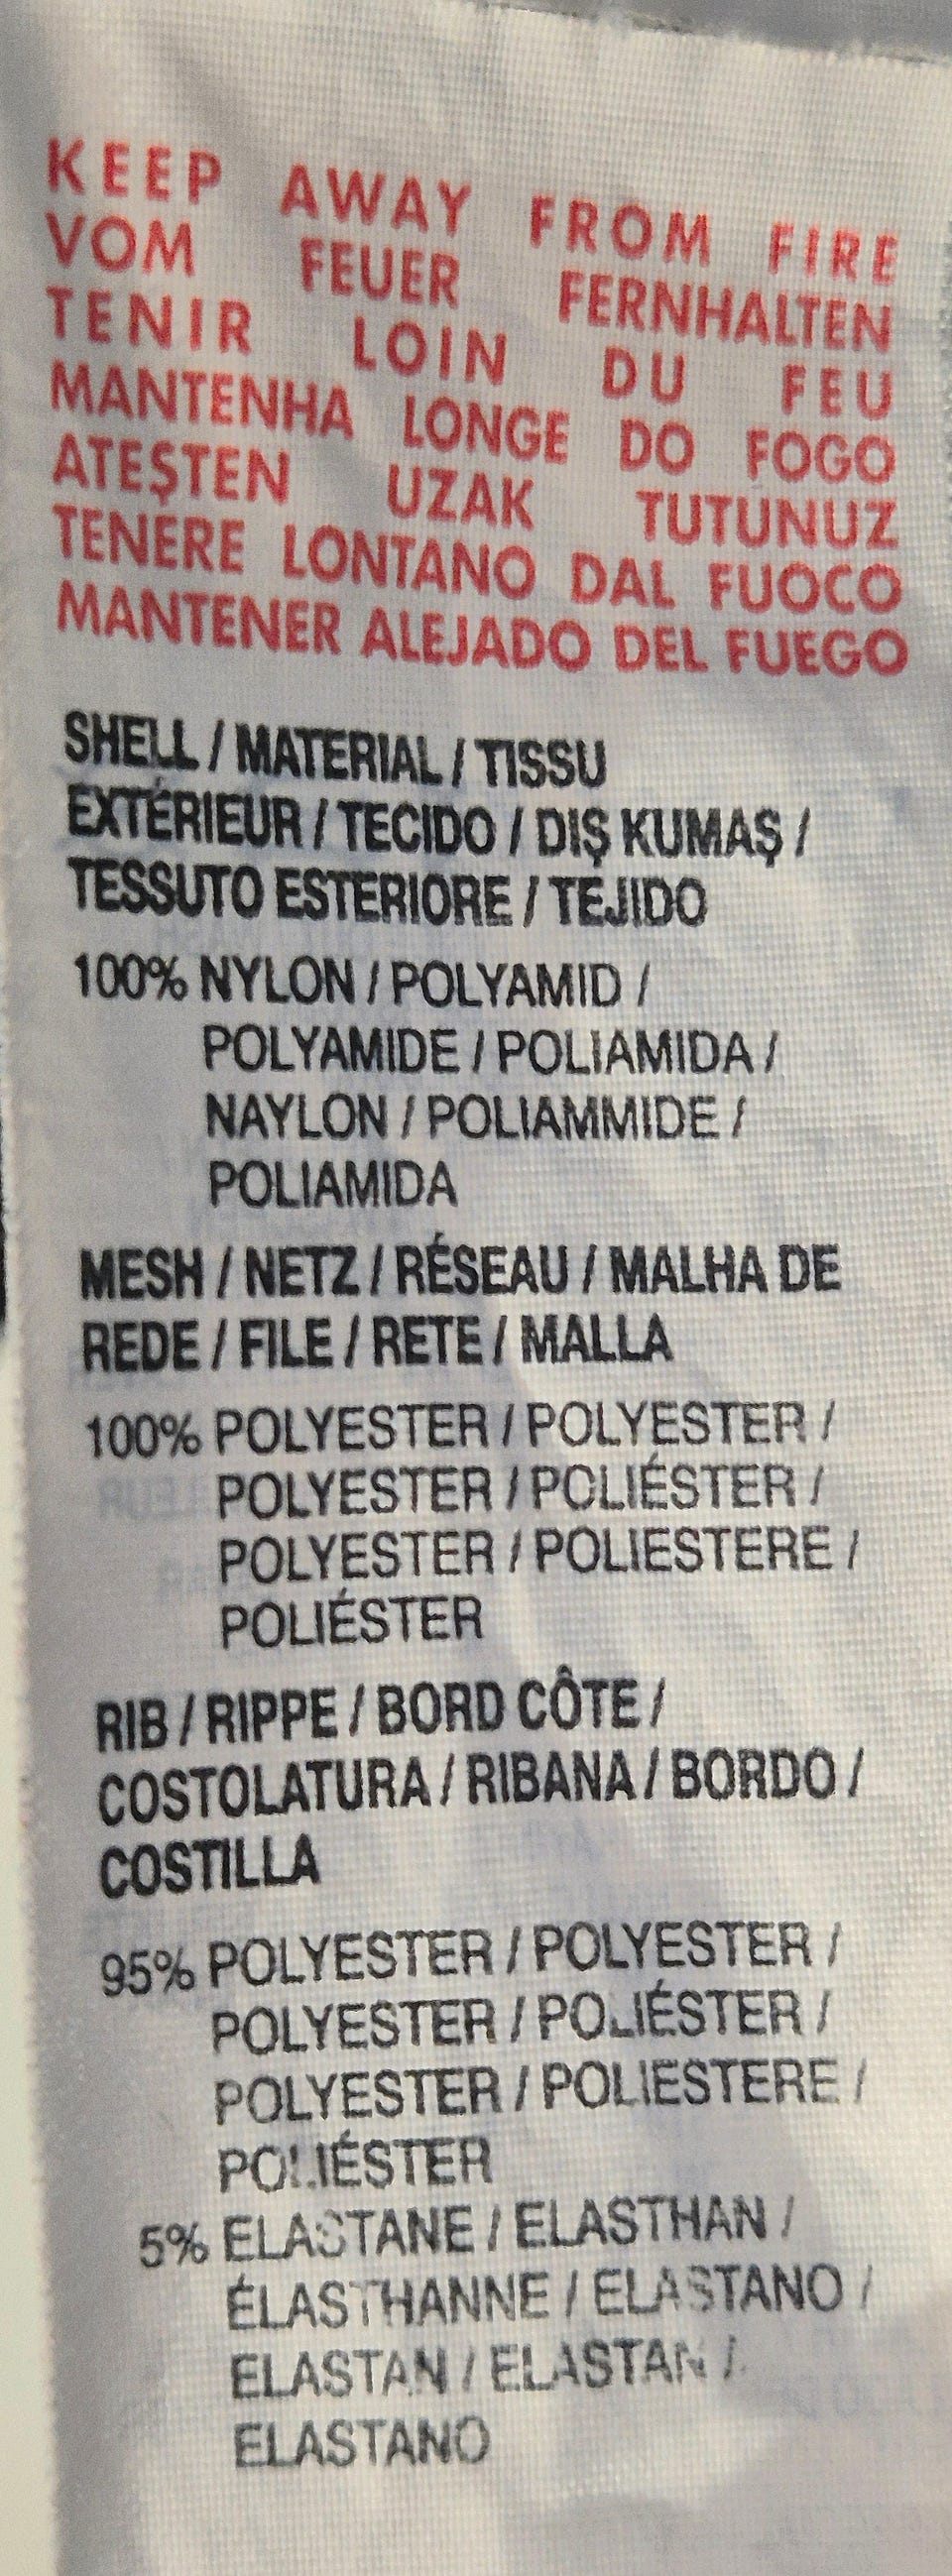 KEEP AWAY FROM FIRE
VOM FEUER FERNHALTEN
TENIR LOIN DU FEU
MANTENHA LONGE DO FOGO
ATEŞTEN UZAK TUTUNUZ
TENERE LONTANO DAL FUOCO
MANTENER ALEJADO DEL FUEGO
SHELL / MATERIAL / TISSU
EXTÉRIEUR / TECIDO / DIŞ KUMAŞ /
TESSUTO ESTERIORE / TEJIDO
100% NYLON / POLYAMID /
POLYAMIDE / POLIAMIDA /
NAYLON / POLIAMMIDE /
POLIAMIDA
MESH / NETZ / RÉSEAU / MALHA DE
REDE / FILE / RETE / MALLA
100% POLYESTER / POLYESTER /
POLYESTER / POLIÉSTER /
POLYESTER / POLIESTERE /
POLIÉSTER
RIB / RIPPE / BORD CÔTE /
COSTOLATURA / RIBANA / BORDO /
COSTILLA
95% POLYESTER / POLYESTER /
POLYESTER / POLIÉSTER /
POLYESTER / POLIESTERE /
POLIÉSTER
5% ELASTANE / ELASTHAN /
ÉLASTHANNE / ELASTANO /
ELASTAN / ELASTAN /
ELASTANO